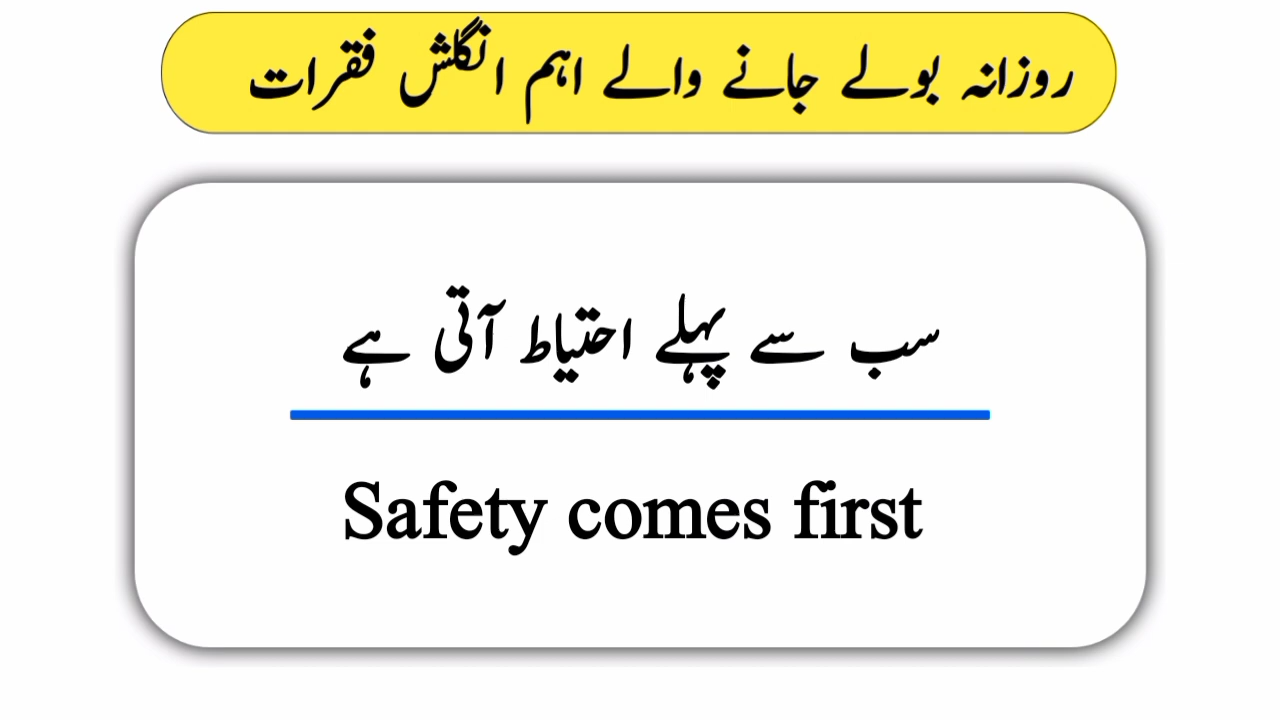 روزانہ بولے جانے والے اہم انگلش فقرات
سب سے پہلے احتیاط آتی ہے
Safety comes first